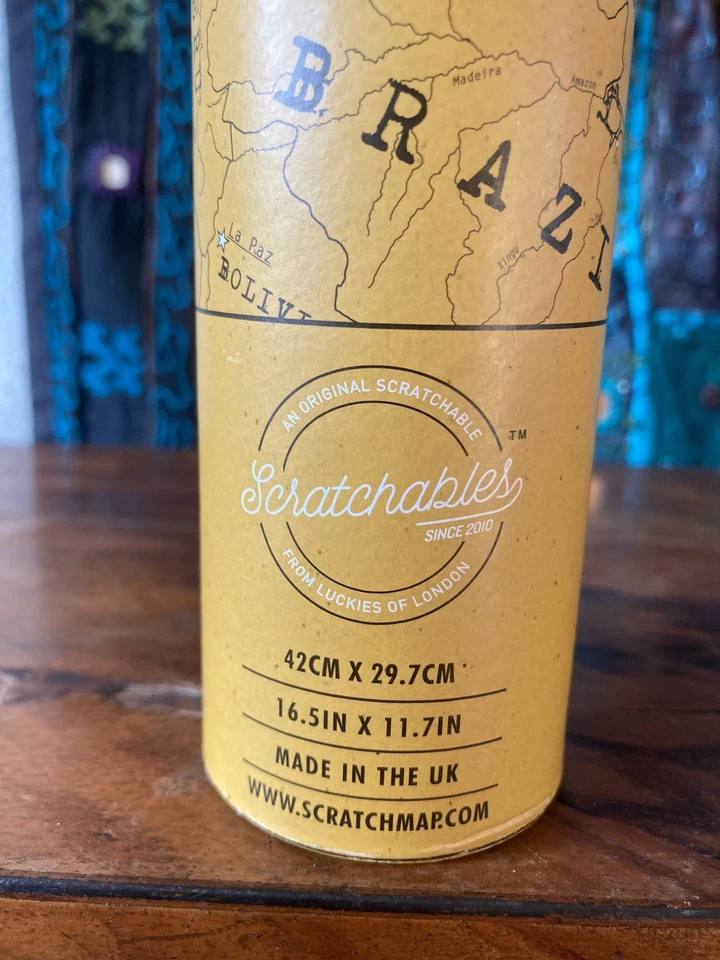 BRAZI
Madeira
Amazon
Xingu
La Paz
BOLIVI
AN ORIGINAL SCRATCHABLE
TM
Scratchables
SINCE 2010
FROM LUCKIES OF LONDON
42CM X 29.7CM
16.5IN X 11.7IN
MADE IN THE UK
WWW.SCRATCHMAP.COM